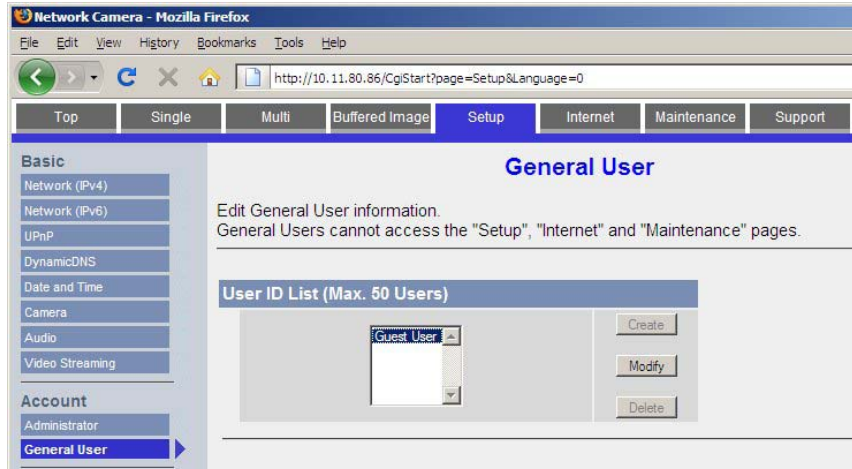 Network Camera - Mozilla Firefox
File Edit View History Bookmarks Tools Help
http://10.11.80.86/CgiStart?page=Setup&Language=0
Top Single Multi Buffered Image Setup Internet Maintenance Support
Basic
Network (IPv4)
Network (IPv6)
UPnP
DynamicDNS
Date and Time
Camera
Audio
Video Streaming
Account
Administrator
General User
General User
Edit General User information.
General Users cannot access the "Setup", "Internet" and "Maintenance" pages.
User ID List (Max. 50 Users)
Guest User
Create
Modify
Delete